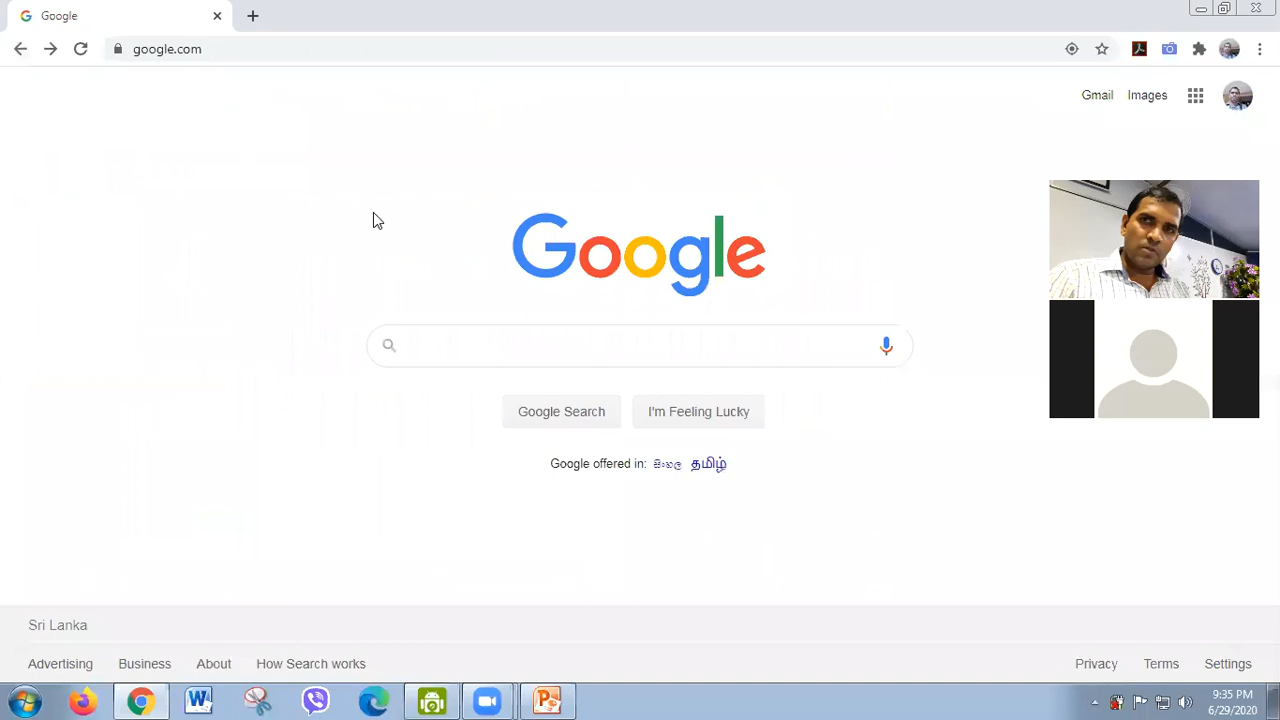 Google
google.com
Gmail Images
Google
Google Search I'm Feeling Lucky
Google offered in: සිංහල தமிழ்
Sri Lanka
Advertising Business About How Search works Privacy Terms Settings
9:35 PM
6/29/2020